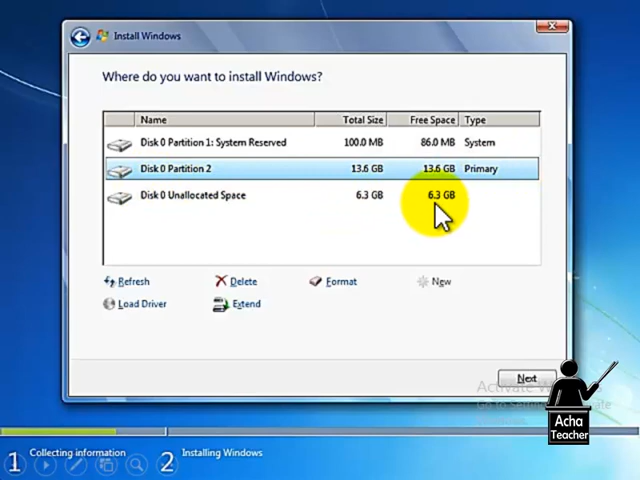 Install Windows
Where do you want to install Windows?
Name Total Size Free Space Type
Disk 0 Partition 1: System Reserved 100.0 MB 86.0 MB System
Disk 0 Partition 2 13.6 GB 13.6 GB Primary
Disk 0 Unallocated Space 6.3 GB 6.3 GB
Refresh Delete Format New
Load Driver Extend
Next
Activate W
Acha
Teacher
1 Collecting information 2 Installing Windows